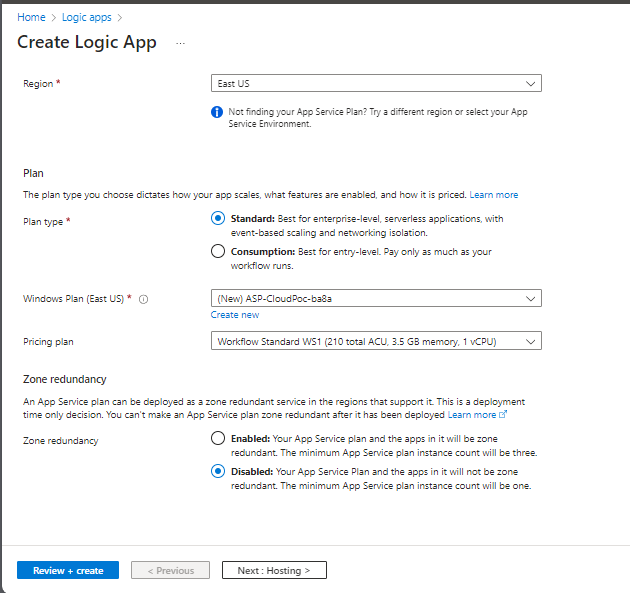 Home > Logic apps >
Create Logic App ...
Region * East US
Not finding your App Service Plan? Try a different region or select your App
Service Environment.
Plan
The plan type you choose dictates how your app scales, what features are enabled, and how it is priced. Learn more
Plan type * Standard: Best for enterprise-level, serverless applications, with
event-based scaling and networking isolation.
Consumption: Best for entry-level. Pay only as much as your
workflow runs.
Windows Plan (East US) * (New) ASP-CloudPoc-ba8a
Create new
Pricing plan Workflow Standard WS1 (210 total ACU, 3.5 GB memory, 1 vCPU)
Zone redundancy
An App Service plan can be deployed as a zone redundant service in the regions that support it. This is a deployment
time only decision. You can't make an App Service plan zone redundant after it has been deployed Learn more
Zone redundancy Enabled: Your App Service plan and the apps in it will be zone
redundant. The minimum App Service plan instance count will be three.
Disabled: Your App Service Plan and the apps in it will not be zone
redundant. The minimum App Service plan instance count will be one.
Review + create < Previous Next : Hosting >